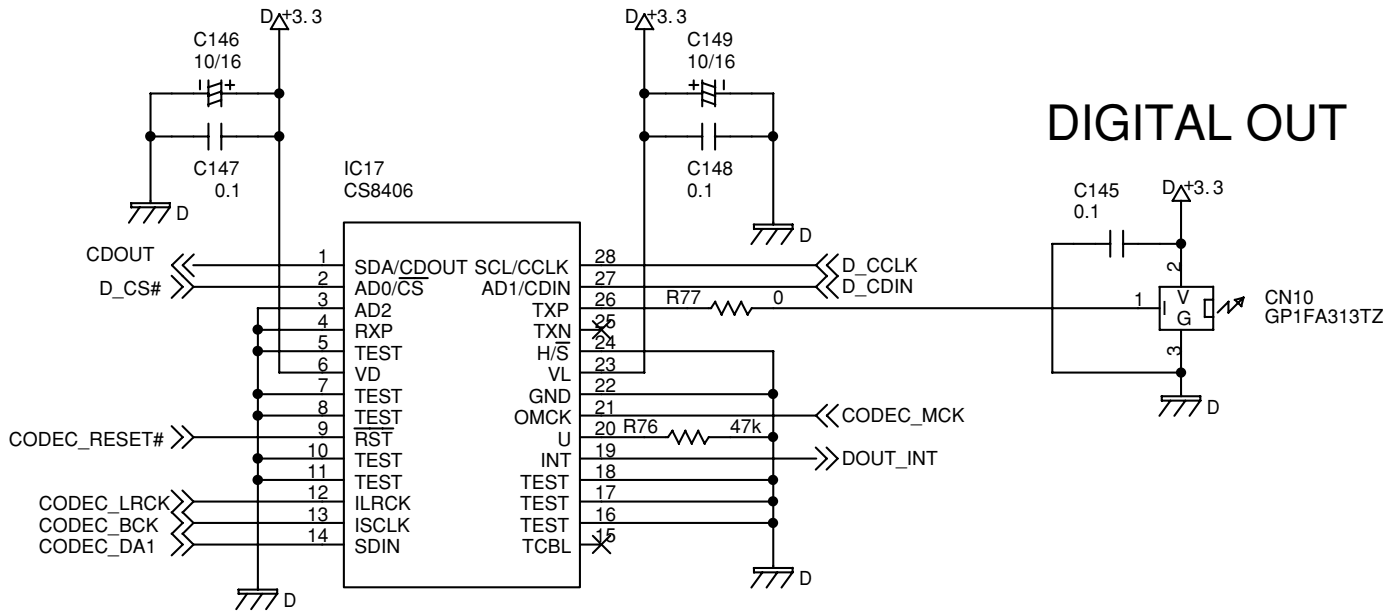 D +3.3
C146
10/16
C147
0.1
D
D +3.3
C149
10/16
C148
0.1
D
DIGITAL OUT
C145
0.1
D +3.3
2
1
V
I
G
3
CN10
GP1FA313TZ
D
IC17
CS8406
CDOUT 1 SDA/CDOUT SCL/CCLK 28 D_CCLK
D_CS# 2 AD0/CS AD1/CDIN 27 D_CDIN
3 AD2 TXP 26 R77 0
4 RXP TXN 25
5 TEST H/S 24
6 VD VL 23
7 TEST GND 22
8 TEST OMCK 21 CODEC_MCK
CODEC_RESET# 9 RST U 20 R76 47k
10 TEST INT 19 DOUT_INT
11 TEST TEST 18
CODEC_LRCK 12 ILRCK TEST 17
CODEC_BCK 13 ISCLK TEST 16
CODEC_DA1 14 SDIN TCBL 15
D
D